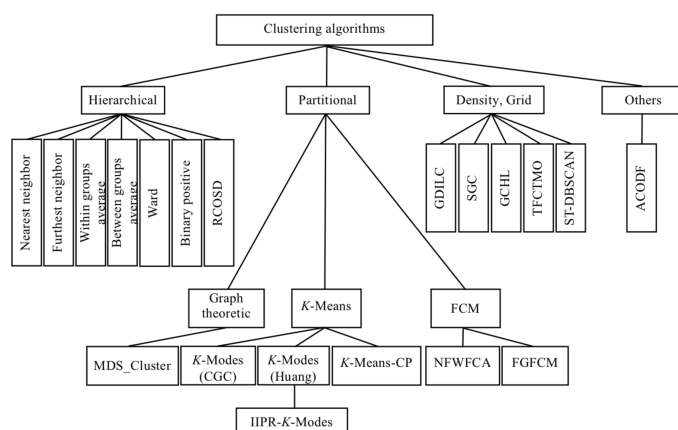 Clustering algorithms
Hierarchical
Partitional
Density, Grid
Others
Nearest neighbor
Furthest neighbor
Within groups
average
Between groups
average
Ward
Binary positive
RCOSD
GDILC
SGC
GCHL
TFCTMO
ST-DBSCAN
ACODF
Graph
theoretic
K-Means
FCM
MDS_Cluster
K-Modes
(CGC)
K-Modes
(Huang)
K-Means-CP
NFWFCA
FGFCM
IIPR-K-Modes